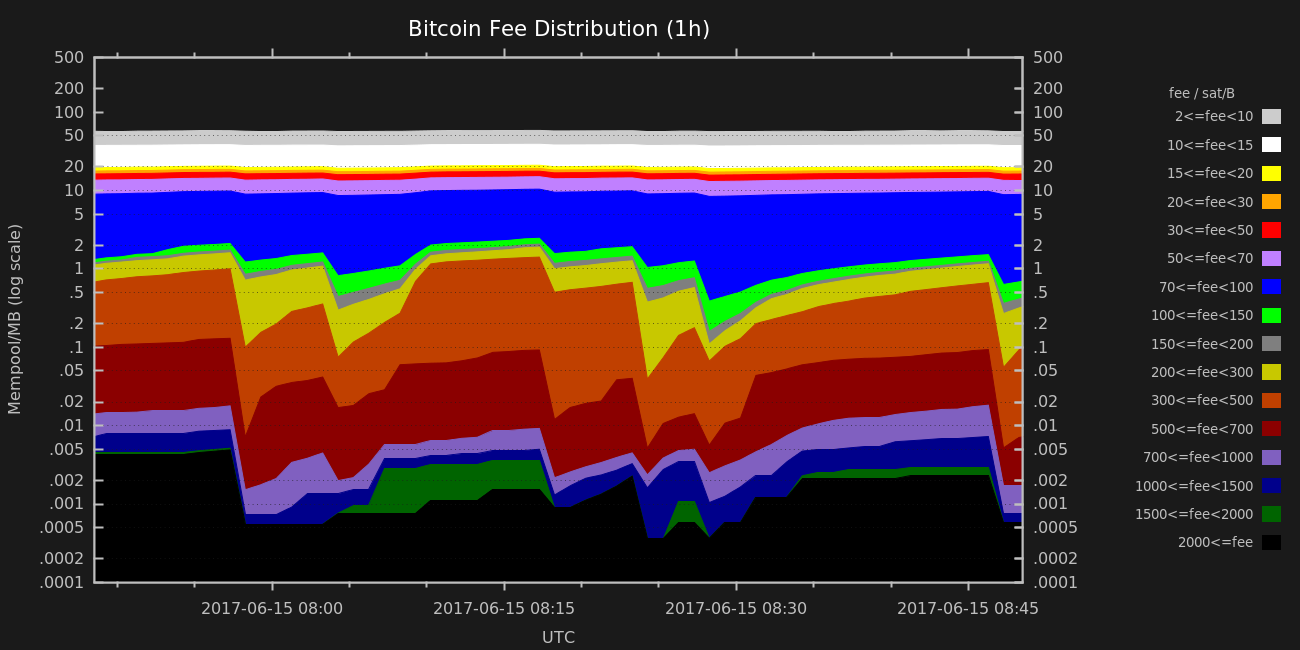 Bitcoin Fee Distribution (1h)
500
200
100
50
20
10
5
2
1
.5
.2
.1
.05
.02
.01
.005
.002
.001
.0005
.0002
.0001
Mempool/MB (log scale)
500
200
100
50
20
10
5
2
1
.5
.2
.1
.05
.02
.01
.005
.002
.001
.0005
.0002
.0001
2017-06-15 08:00
2017-06-15 08:15
2017-06-15 08:30
2017-06-15 08:45
UTC
fee / sat/B
2<=fee<10
10<=fee<15
15<=fee<20
20<=fee<30
30<=fee<50
50<=fee<70
70<=fee<100
100<=fee<150
150<=fee<200
200<=fee<300
300<=fee<500
500<=fee<700
700<=fee<1000
1000<=fee<1500
1500<=fee<2000
2000<=fee